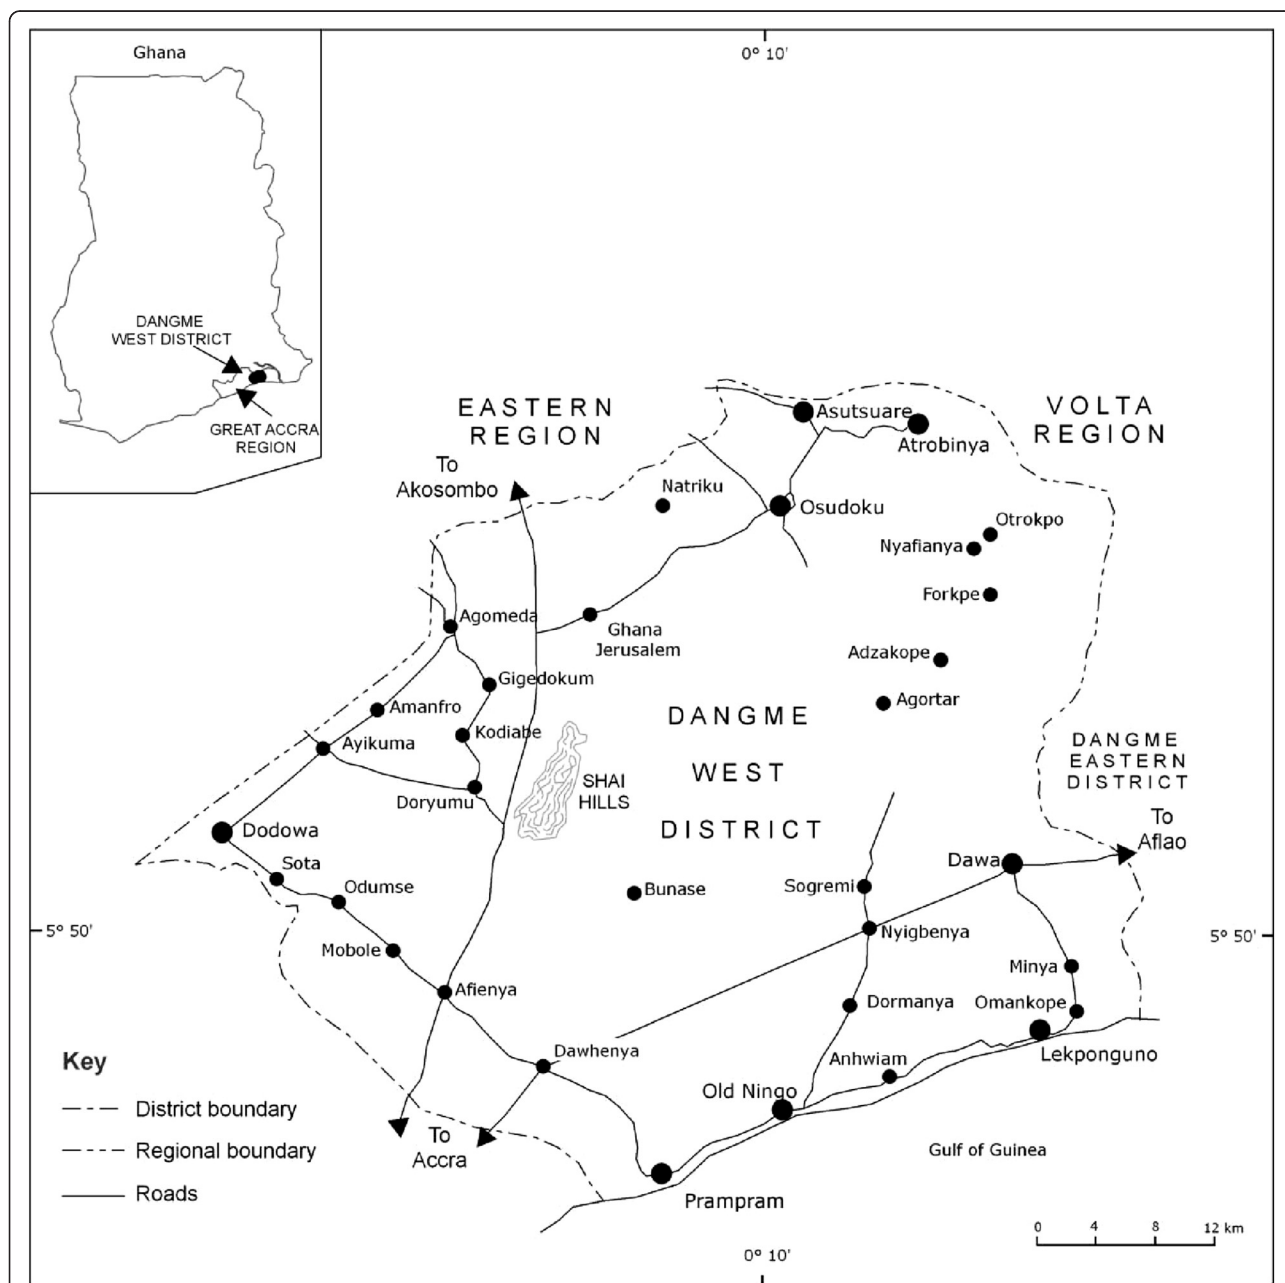 Ghana
0° 10'
DANGME
WEST DISTRICT
GREAT ACCRA
REGION
EASTERN
REGION
VOLTA
REGION
To
Akosombo
Asutsuare
Atrobinya
Natriku
Osudoku
Otrokpo
Nyafianya
Forkpe
Agomeda
Ghana
Jerusalem
Adzakope
Gigedokum
Agortar
Amanfro
DANGME
WEST
DISTRICT
Kodiabe
Ayikuma
DANGME
EASTERN
DISTRICT
SHAI
HILLS
Doryumu
To
Aflao
Dodowa
Sota
Dawa
Odumse
Bunase
Sogremi
5° 50'
Mobole
Nyigbenya
5° 50'
Minya
Afienya
Dormanya
Omankope
Dawhenya
Anhwiam
Lekponguno
Key
Old Ningo
District boundary
To
Accra
Regional boundary
Gulf of Guinea
Roads
Prampram
0 4 8 12 km
0° 10'